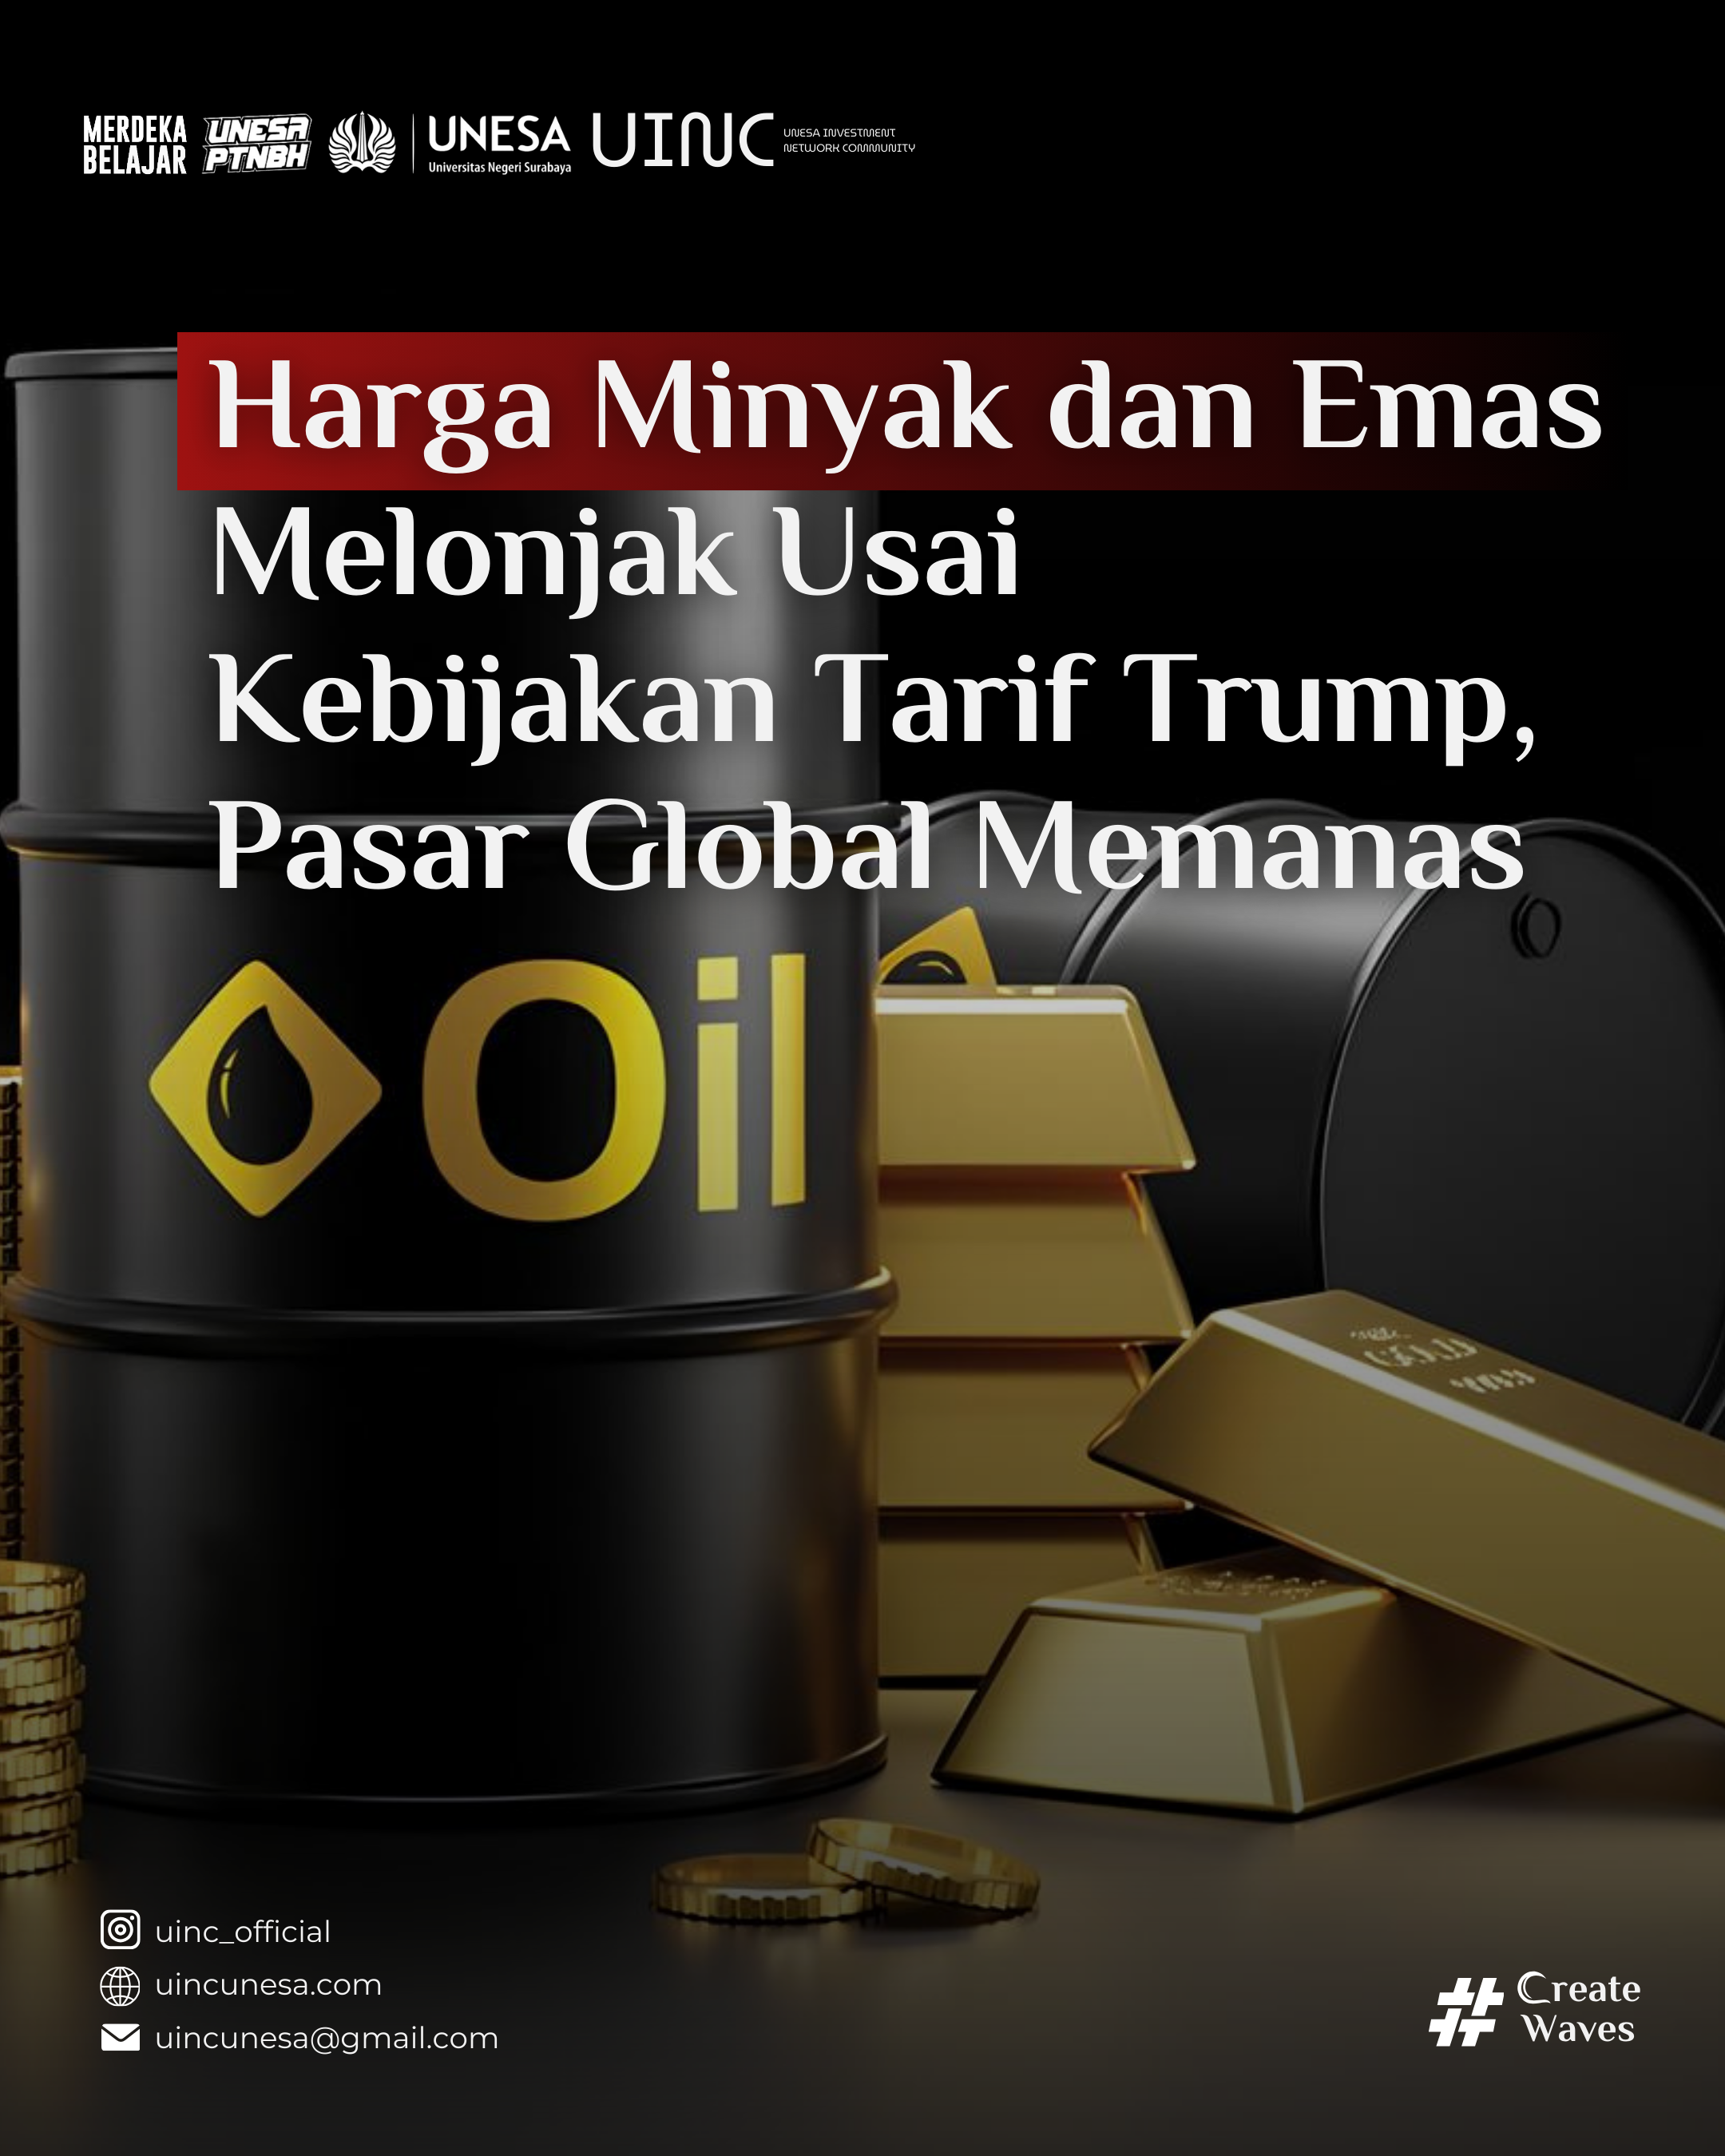 MERDEKA
BELAJAR
UNESA
PTNBH
UNESA
Universitas Negeri Surabaya
UINC
UNESA INVESTMENT
NETWORK COMMUNITY
Harga Minyak dan Emas
Melonjak Usai
Kebijakan Tarif Trump,
Pasar Global Memanas
Oil
uinc_official
uincunesa.com
uincunesa@gmail.com
# Create
Waves